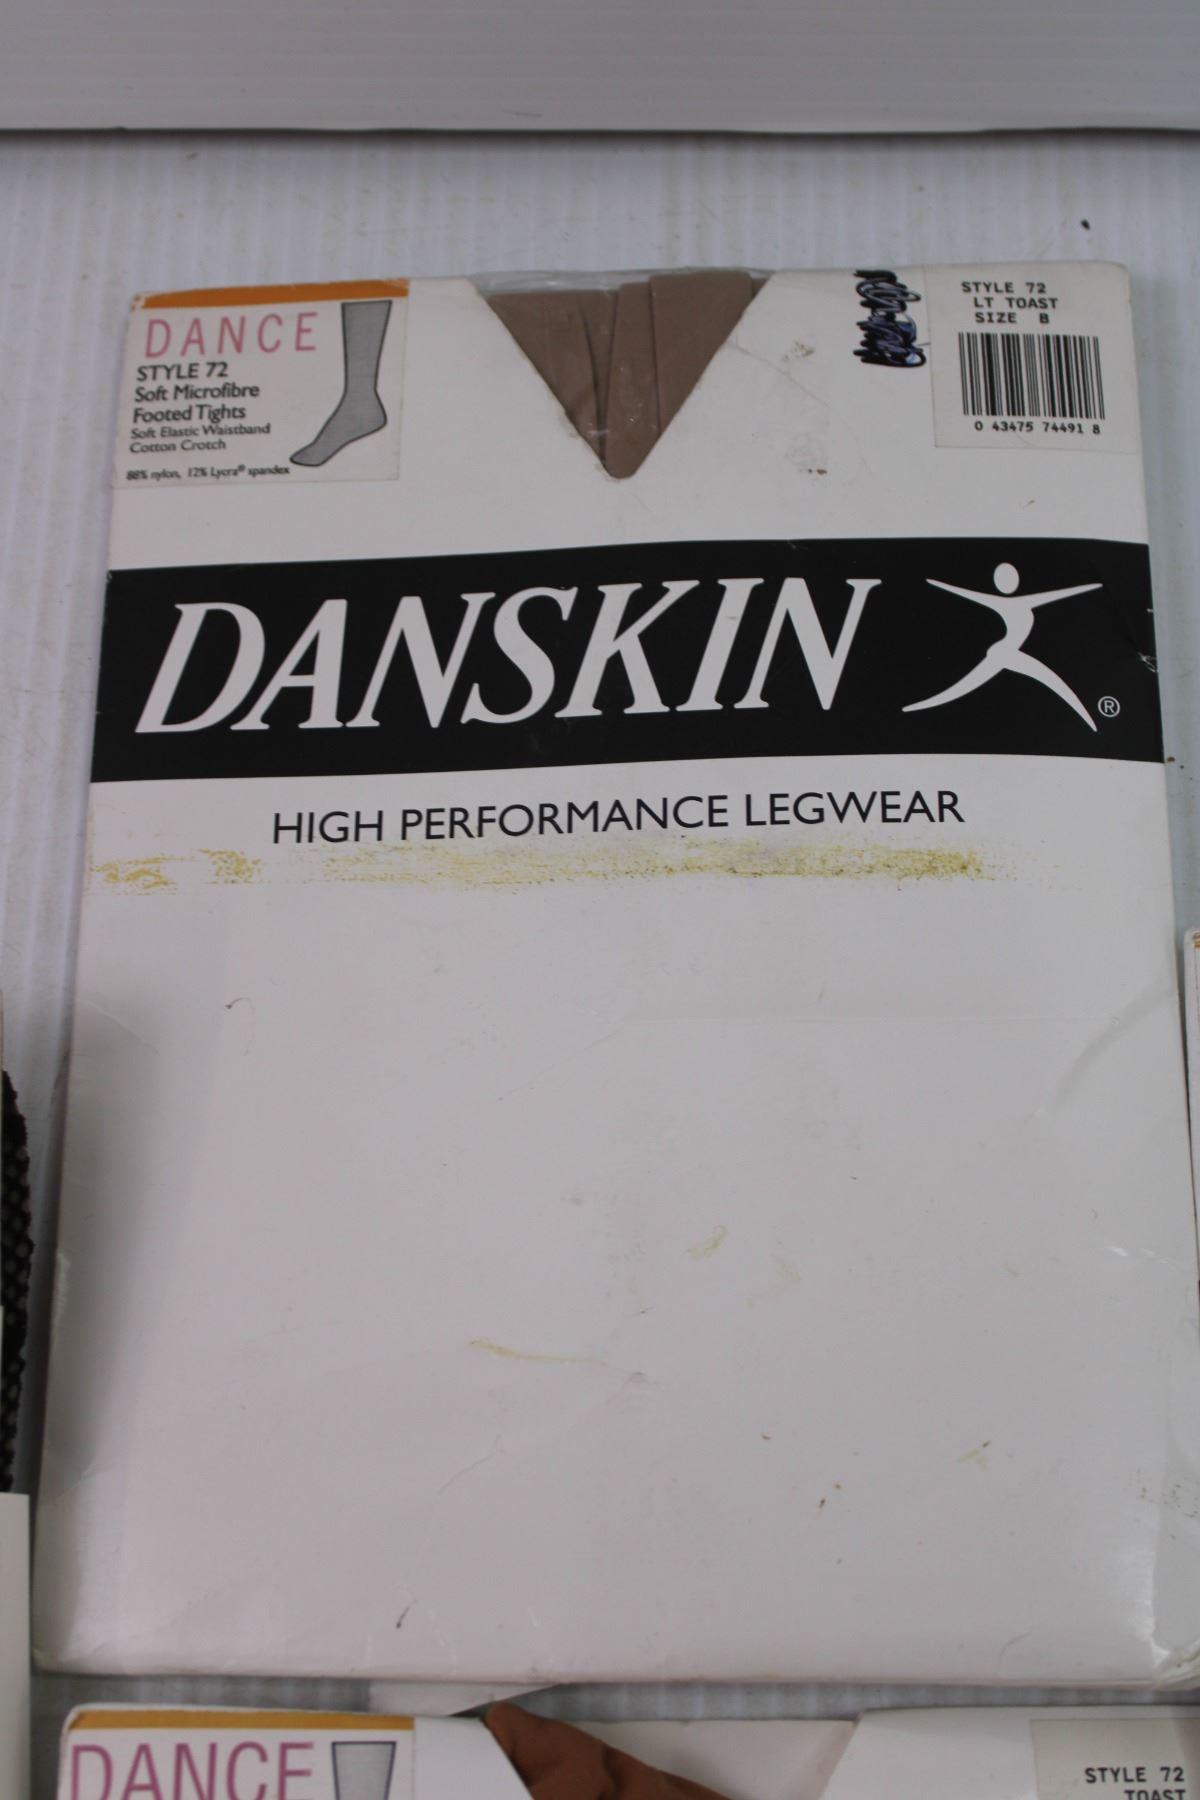 DANCE
STYLE 72
Soft Microfibre
Footed Tights
Soft Elastic Waistband
Cotton Crotch
88% nylon, 12% Lycra® spandex
STYLE 72
LT TOAST
SIZE B
0 43475 74491 8
DANSKIN ®
HIGH PERFORMANCE LEGWEAR
DANCE
STYLE 72
TOAST